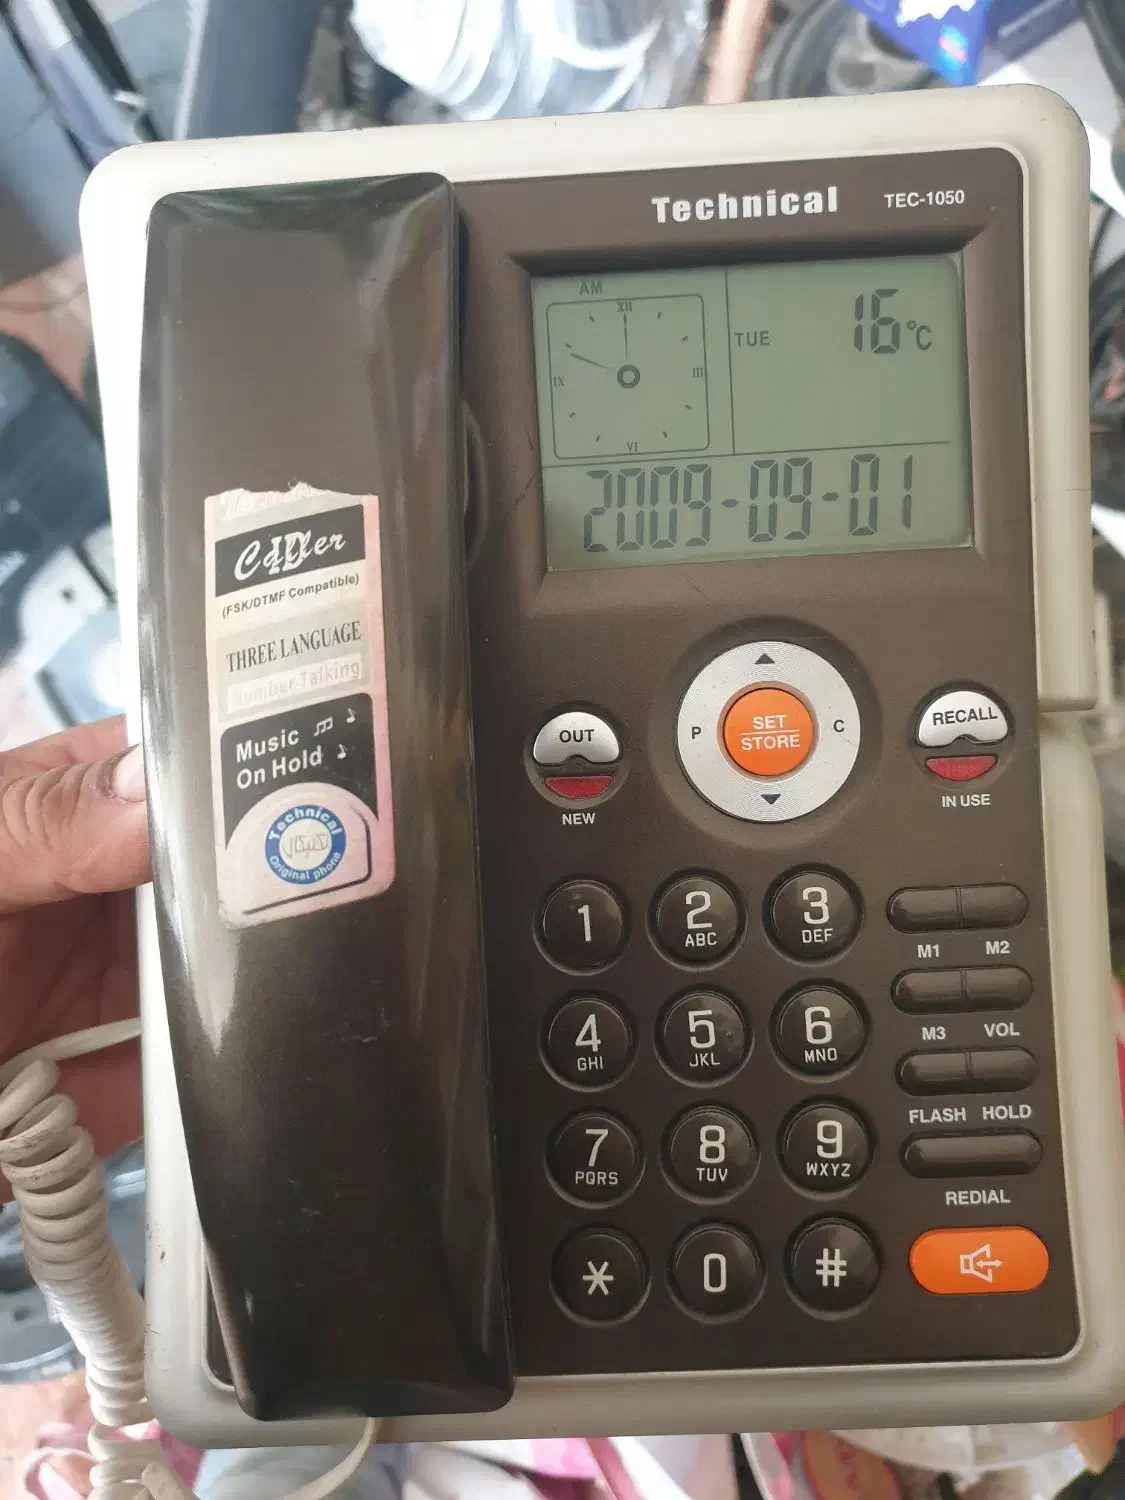 Technical TEC-1050
AM
XII
III
VI
IX
TUE
16°C
2009-09-01
Caller ID
(FSK/DTMF Compatible)
THREE LANGUAGE
Number-Talking
Music
On Hold
Technical
تكنيكال
Original phone
OUT
NEW
P
SET
STORE
C
RECALL
IN USE
1
2
ABC
3
DEF
M1 M2
4
GHI
5
JKL
6
MNO
M3 VOL
FLASH HOLD
7
PQRS
8
TUV
9
WXYZ
REDIAL
*
0
#